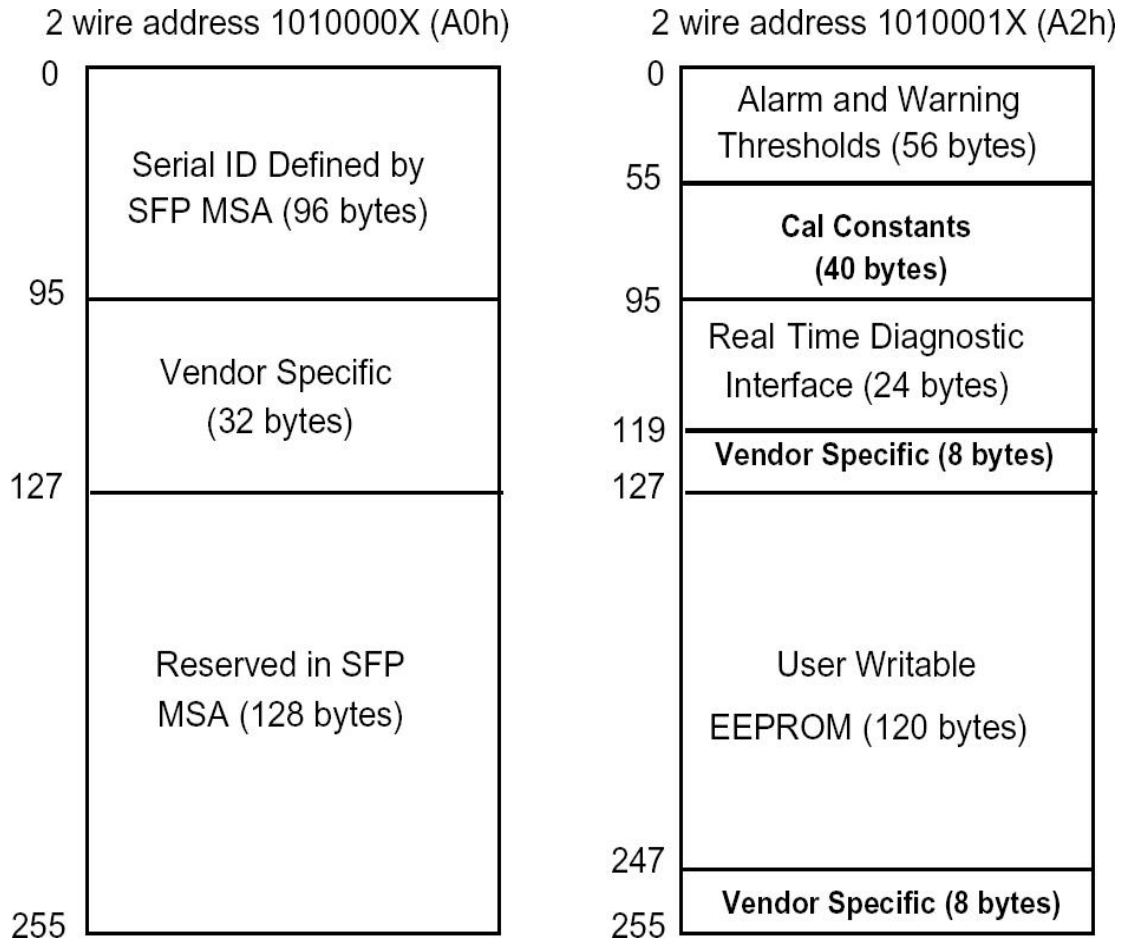 2 wire address 1010000X (A0h)
0
Serial ID Defined by
SFP MSA (96 bytes)
95
Vendor Specific
(32 bytes)
127
Reserved in SFP
MSA (128 bytes)
255
2 wire address 1010001X (A2h)
0
Alarm and Warning
Thresholds (56 bytes)
55
Cal Constants
(40 bytes)
95
Real Time Diagnostic
Interface (24 bytes)
119
Vendor Specific (8 bytes)
127
User Writable
EEPROM (120 bytes)
247
Vendor Specific (8 bytes)
255